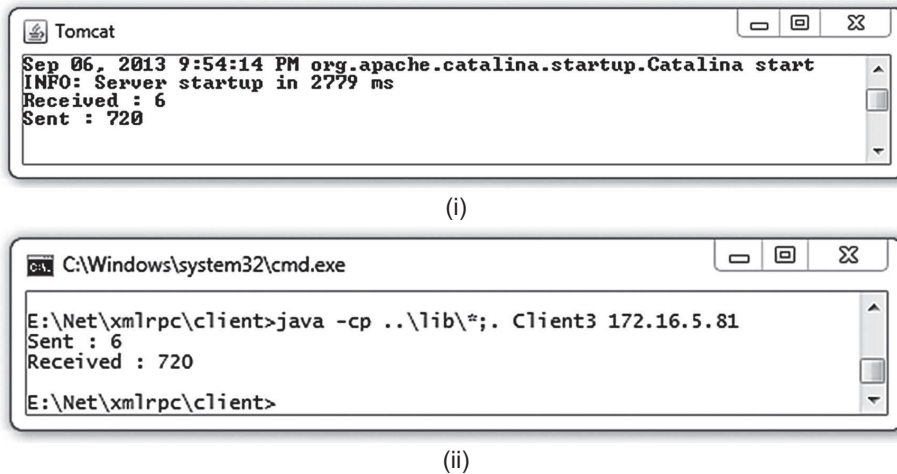 Tomcat
Sep 06, 2013 9:54:14 PM org.apache.catalina.startup.Catalina start
INFO: Server startup in 2779 ms
Received : 6
Sent : 720
(i)
C:\Windows\system32\cmd.exe
E:\Net\xmlrpc\client>java -cp ..\lib\*;. Client3 172.16.5.81
Sent : 6
Received : 720
E:\Net\xmlrpc\client>
(ii)